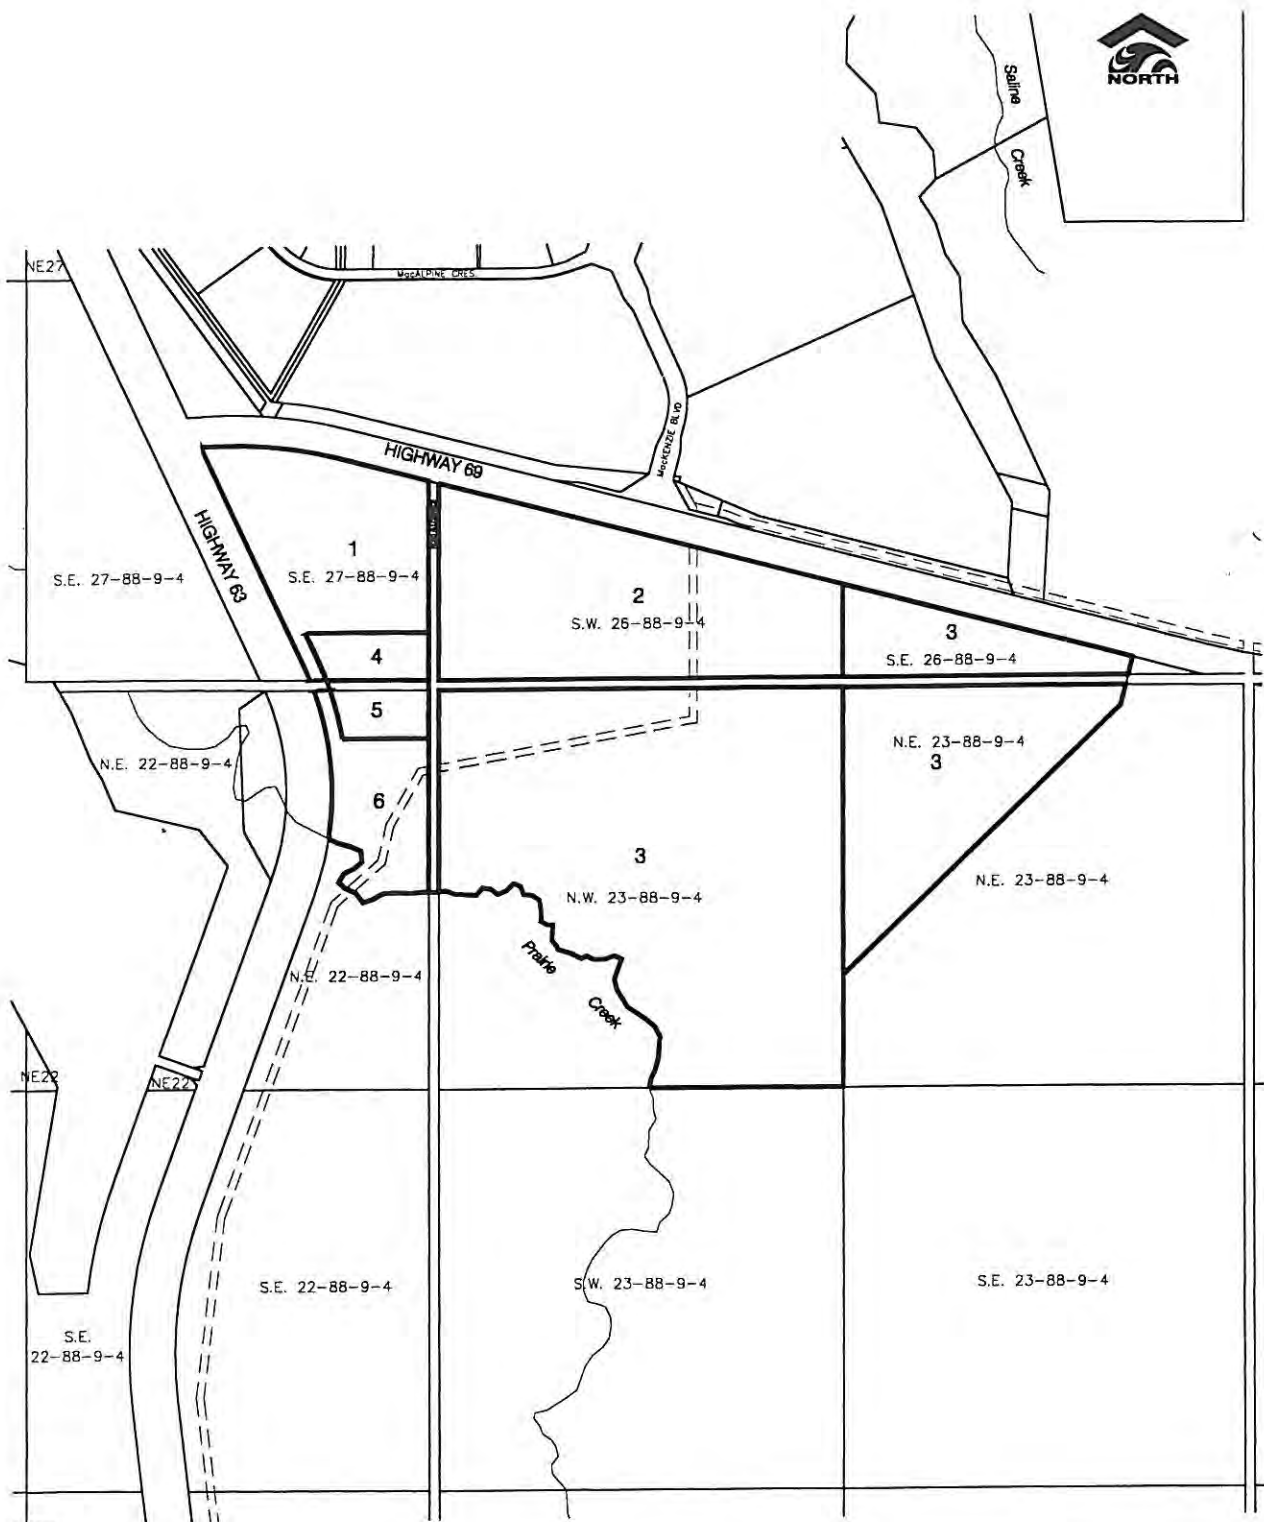 NORTH
Saline
Creek
NE27
MacALPINE CRES.
MacKENZIE BLVD
HIGHWAY 69
HIGHWAY 63
1
S.E. 27-88-9-4
S.E. 27-88-9-4
2
S.W. 26-88-9-4
3
S.E. 26-88-9-4
4
5
N.E. 22-88-9-4
6
N.E. 23-88-9-4
3
3
N.W. 23-88-9-4
N.E. 23-88-9-4
Prairie
Creek
N.E. 22-88-9-4
NE22
NE22
S.E. 22-88-9-4
S.W. 23-88-9-4
S.E. 23-88-9-4
S.E.
22-88-9-4